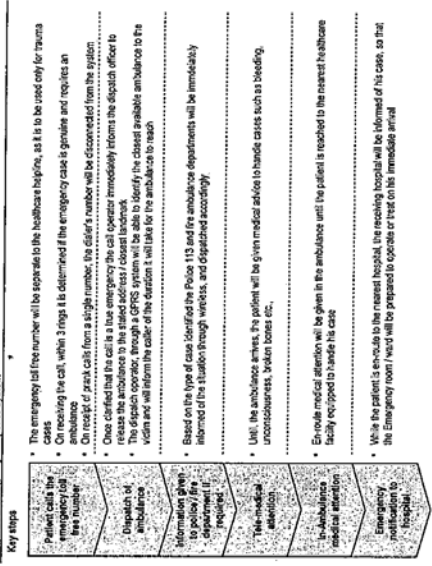 Key steps
Patient calls the
emergency toll
free number
• The emergency toll free number will be separate to the healthcare helpline, as it is to be used only for trauma
cases
• On receiving the call, within 3 rings it is determined if the emergency case is genuine and requires an
ambulance
• On receipt of prank calls from a single number, the dialer's number will be disconnected from the system
Dispatch of
ambulance
• Once clarified that the call is a true emergency the call operator immediately informs the dispatch officer to
release the ambulance to the stated address / closest landmark
• The dispatch operator, through a GPRS system will be able to identify the closest available ambulance to the
victim and will inform the caller of the duration it will take for the ambulance to reach
Information given
to police / fire
department if
required
• Based on the type of case identified the Police 113 and fire ambulance departments will be immdeiately
informed of the situation through wireless, and dispatched accordingly
Tele-medical
attention
• Until, the ambulance arrives, the patient will be given medical advice to handle cases such as bleeding,
unconsciousness, broken bones etc.,
In-Ambulance
medical attention
• En-route medical attention will be given in the ambulance until the patient is reached to the nearest healthcare
facility equipped to handle his case
Emergency
notification to
hospital
• While the patient is en-route to the nearest hospital, the receiving hospital will be informed of his case, so that
the Emergency room / ward will be prepared to operate or treat on his immediate arrival